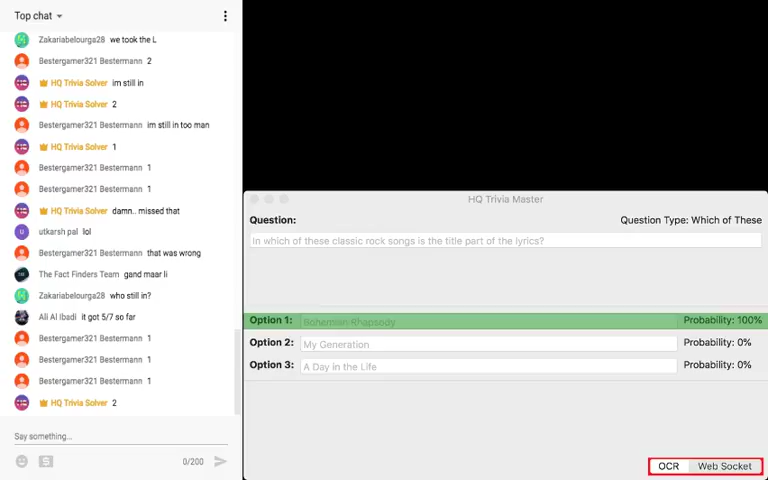 Top chat
Zakariabelourga28 we took the L
Bestergamer321 Bestermann 2
HQ Trivia Solver im still in
HQ Trivia Solver 2
Bestergamer321 Bestermann im still in too man
HQ Trivia Solver 1
Bestergamer321 Bestermann 1
Bestergamer321 Bestermann 1
HQ Trivia Solver damn.. missed that
u utkarsh pal lol
Bestergamer321 Bestermann that was wrong
The Fact Finders Team gand maar li
Zakariabelourga28 who still in?
Ali Al Ibadi it got 5/7 so far
Bestergamer321 Bestermann 1
Bestergamer321 Bestermann 1
Bestergamer321 Bestermann 1
HQ Trivia Solver 2
Say something...
0/200
HQ Trivia Master
Question: Question Type: Which of These
In which of these classic rock songs is the title part of the lyrics?
Option 1: Bohemian Rhapsody Probability: 100%
Option 2: My Generation Probability: 0%
Option 3: A Day in the Life Probability: 0%
OCR Web Socket